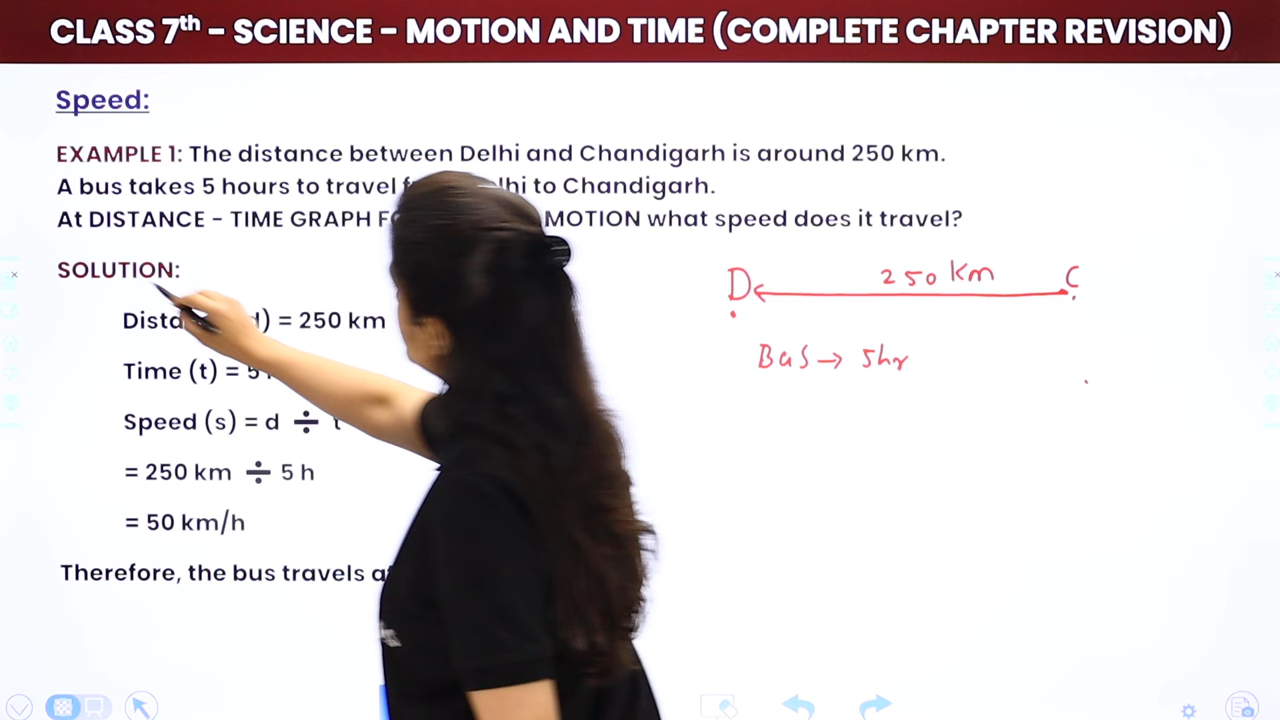 CLASS 7th – SCIENCE – MOTION AND TIME (COMPLETE CHAPTER REVISION)
Speed:
EXAMPLE 1: The distance between Delhi and Chandigarh is around 250 km.
A bus takes 5 hours to travel to Chandigarh.
At DISTANCE – TIME GRAPH MOTION what speed does it travel?
SOLUTION:
D 250 km C
= 250 km
Bus → 5hr
Time (t) = 5
Speed (s) = d ÷ t
= 250 km ÷ 5 h
= 50 km/h
Therefore, the bus travels